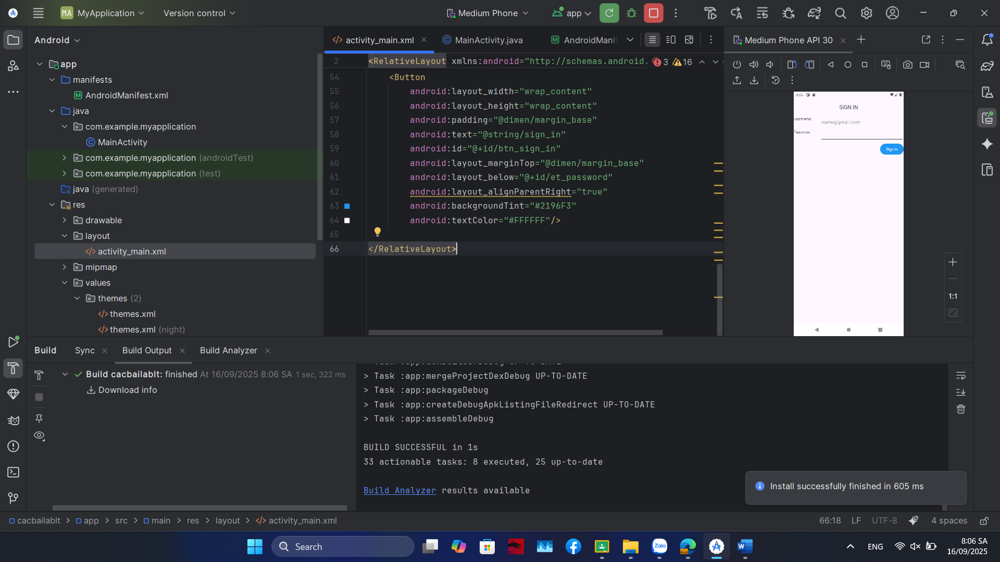 MA MyApplication Version control Medium Phone app
Android
app
manifests
AndroidManifest.xml
java
com.example.myapplication
MainActivity
com.example.myapplication (androidTest)
com.example.myapplication (test)
java (generated)
res
drawable
layout
activity_main.xml
mipmap
values
themes (2)
themes.xml
themes.xml (night)
activity_main.xml MainActivity.java AndroidMani
2 <RelativeLayout xmlns:android="http://schemas.android. 3 16
54 <Button
55 android:layout_width="wrap_content"
56 android:layout_height="wrap_content"
57 android:padding="@dimen/margin_base"
58 android:text="@string/sign_in"
59 android:id="@+id/btn_sign_in"
60 android:layout_marginTop="@dimen/margin_base"
61 android:layout_below="@+id/et_password"
62 android:layout_alignParentRight="true"
63 android:backgroundTint="#2196F3"
64 android:textColor="#FFFFFF"/>
65
66 </RelativeLayout>
Medium Phone API 30
8:06
SIGN IN
Username:
name@gmail.com
Password:
Sign in
1:1
Build Sync Build Output Build Analyzer
Build cacbailablt: finished At 16/09/2025 8:06 SA 1 sec, 322 ms
Download info
> Task :app:mergeProjectDexDebug UP-TO-DATE
> Task :app:packageDebug
> Task :app:createDebugApkListingFileRedirect UP-TO-DATE
> Task :app:assembleDebug
BUILD SUCCESSFUL in 1s
33 actionable tasks: 8 executed, 25 up-to-date
Build Analyzer results available
Install successfully finished in 605 ms
cacbailablt > app > src > main > res > layout > activity_main.xml
66:18 LF UTF-8 4 spaces
Search
Zalo
ENG
8:06 SA
16/09/2025